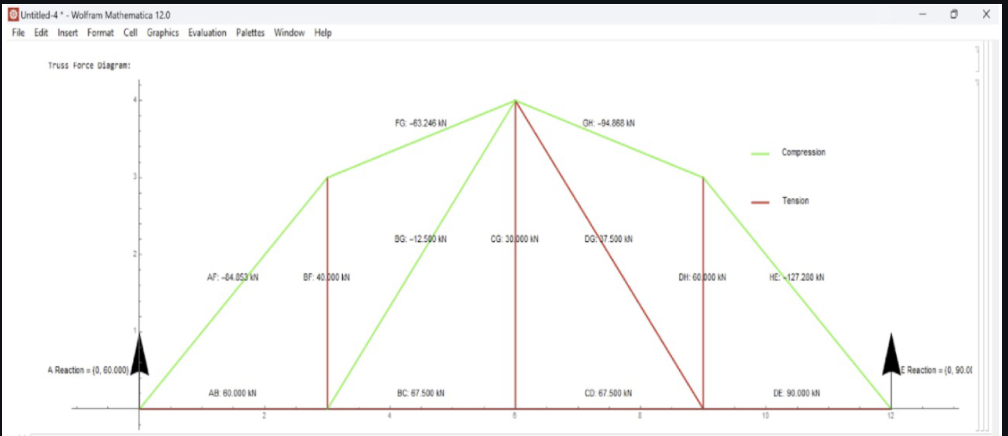 Untitled-4 * - Wolfram Mathematica 12.0
File Edit Insert Format Cell Graphics Evaluation Palettes Window Help
Truss Force Diagram:
4
FG: -63.246 kN
GH: -94.868 kN
Compression
3
Tension
BG: -12.500 kN
CG: 30.000 kN
DG: 37.500 kN
2
AF: -84.853 kN
BF: 40.000 kN
DH: 60.000 kN
HE: -127.280 kN
1
A Reaction = {0, 60.000}
E Reaction = {0, 90.0(
AB: 60.000 kN
BC: 67.500 kN
CD: 67.500 kN
DE: 90.000 kN
2 4 6 8 10 12